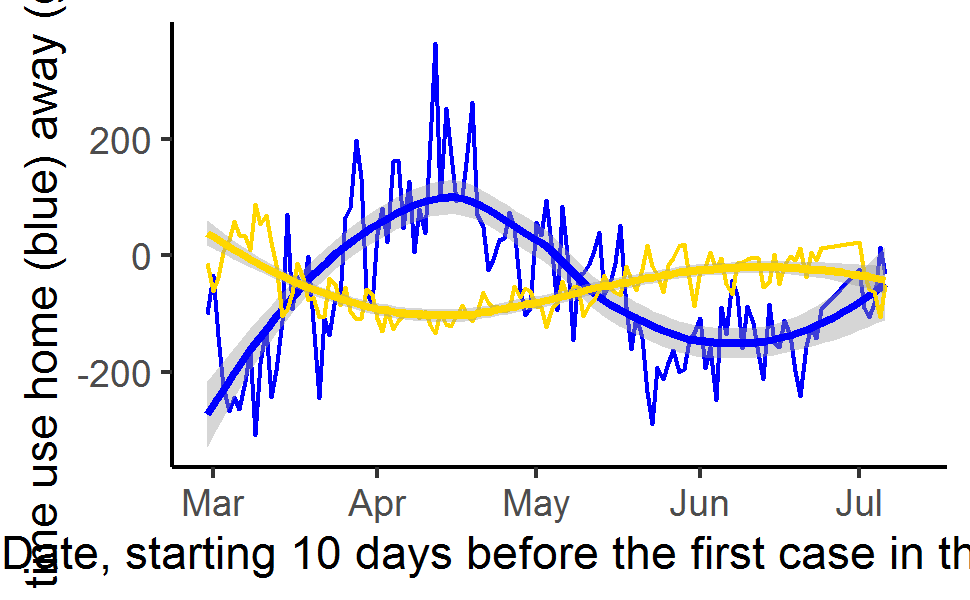 time use home (blue) away (
200
0
-200
Mar Apr May Jun Jul
Date, starting 10 days before the first case in th